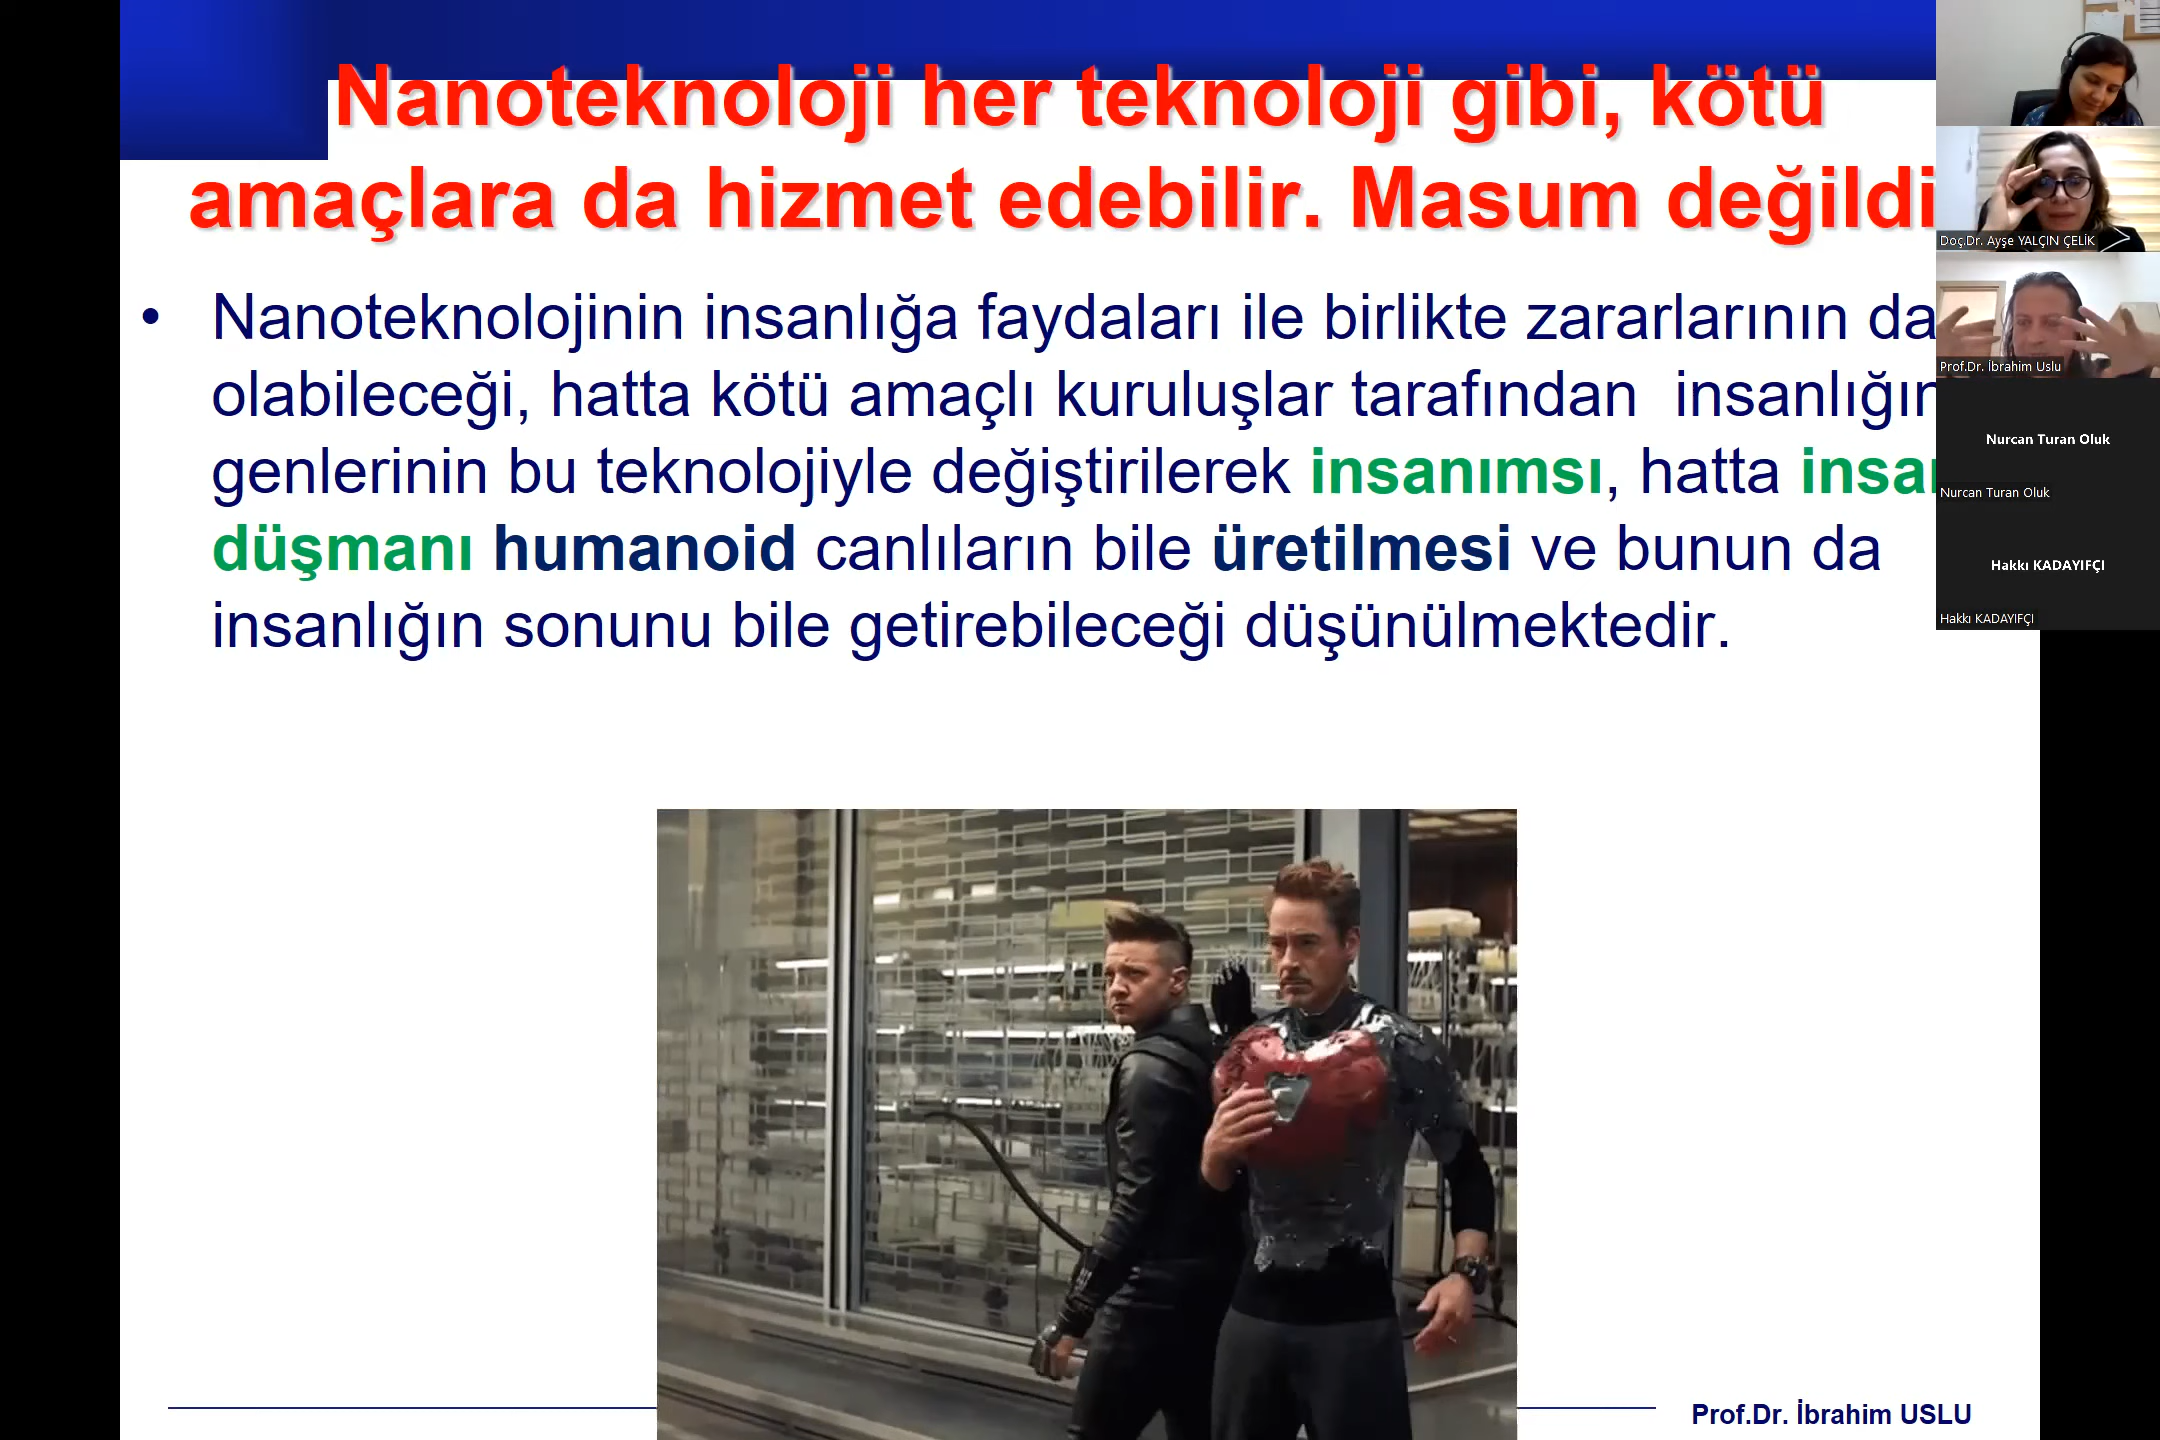 Nanoteknoloji her teknoloji gibi, kötü
amaçlara da hizmet edebilir. Masum değildi
• Nanoteknolojinin insanlığa faydaları ile birlikte zararlarının da
olabileceği, hatta kötü amaçlı kuruluşlar tarafından insanlığın
genlerinin bu teknolojiyle değiştirilerek insanımsı, hatta insan
düşmanı humanoid canlıların bile üretilmesi ve bunun da
insanlığın sonunu bile getirebileceği düşünülmektedir.
Prof.Dr. İbrahim USLU
Doç.Dr. Ayşe YALÇIN ÇELİK
Prof.Dr. İbrahim Uslu
Nurcan Turan Oluk
Nurcan Turan Oluk
Hakkı KADAYIFÇI
Hakkı KADAYIFÇI